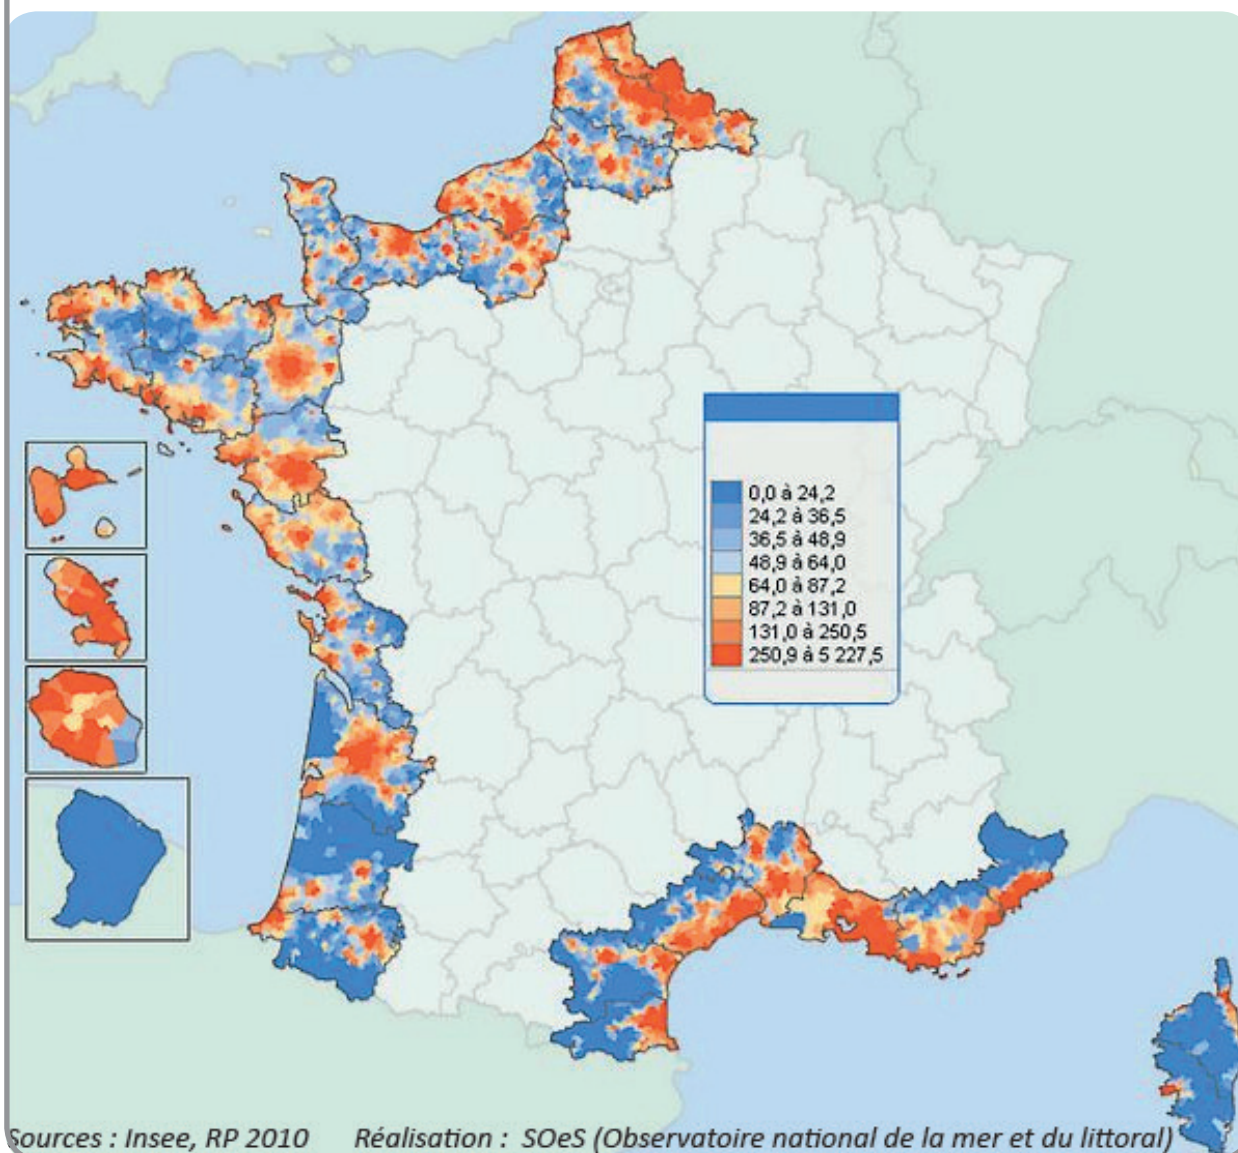 0,0 à 24,2
24,2 à 36,5
36,5 à 48,9
48,9 à 64,0
64,0 à 87,2
87,2 à 131,0
131,0 à 250,5
250,9 à 5 227,5
Sources : Insee, RP 2010 Réalisation : SOeS (Observatoire national de la mer et du littoral)